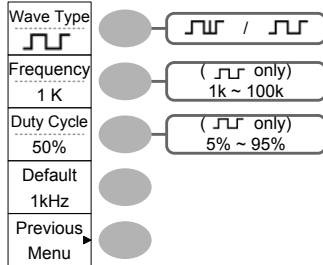 Wave Type
/
Frequency
1 K
( only)
1k ~ 100k
Duty Cycle
50%
( only)
5% ~ 95%
Default
1kHz
Previous
Menu